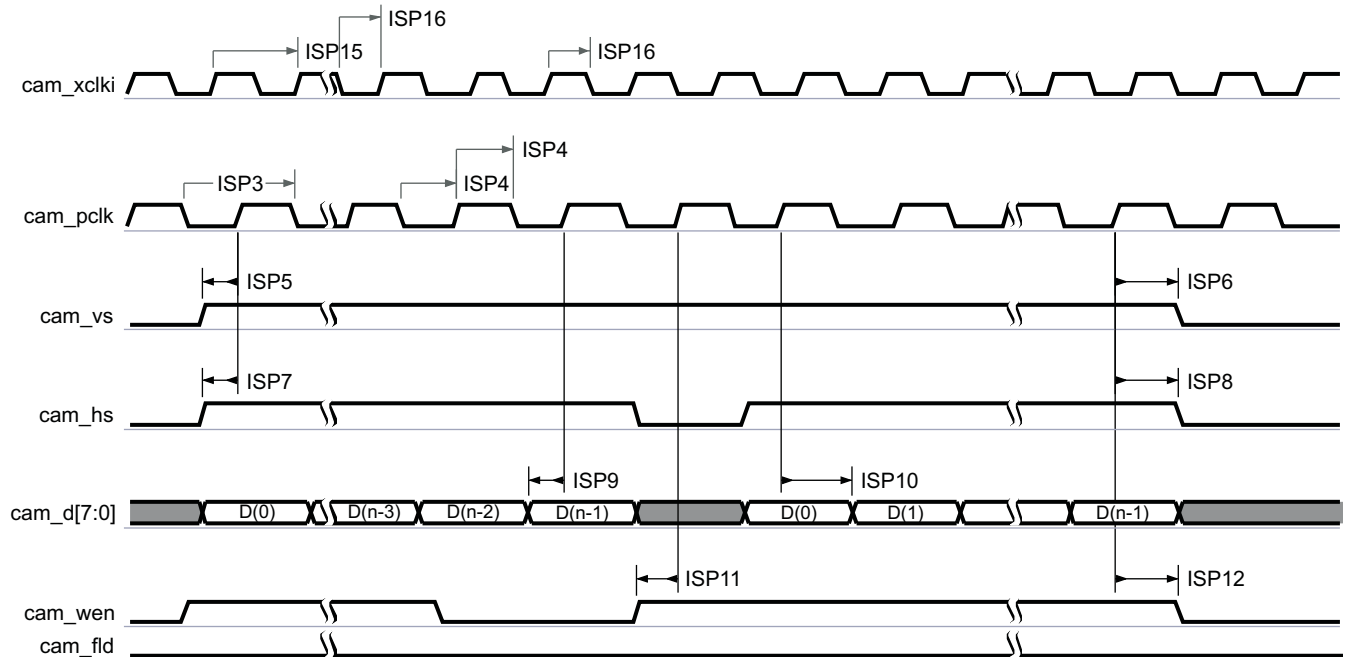 ISP16
ISP15
ISP16
cam_xclki
ISP4
ISP3
ISP4
cam_pclk
ISP5
ISP6
cam_vs
ISP7
ISP8
cam_hs
ISP9
ISP10
cam_d[7:0]
D(0)
D(n-3)
D(n-2)
D(n-1)
D(0)
D(1)
D(n-1)
ISP11
ISP12
cam_wen
cam_fld